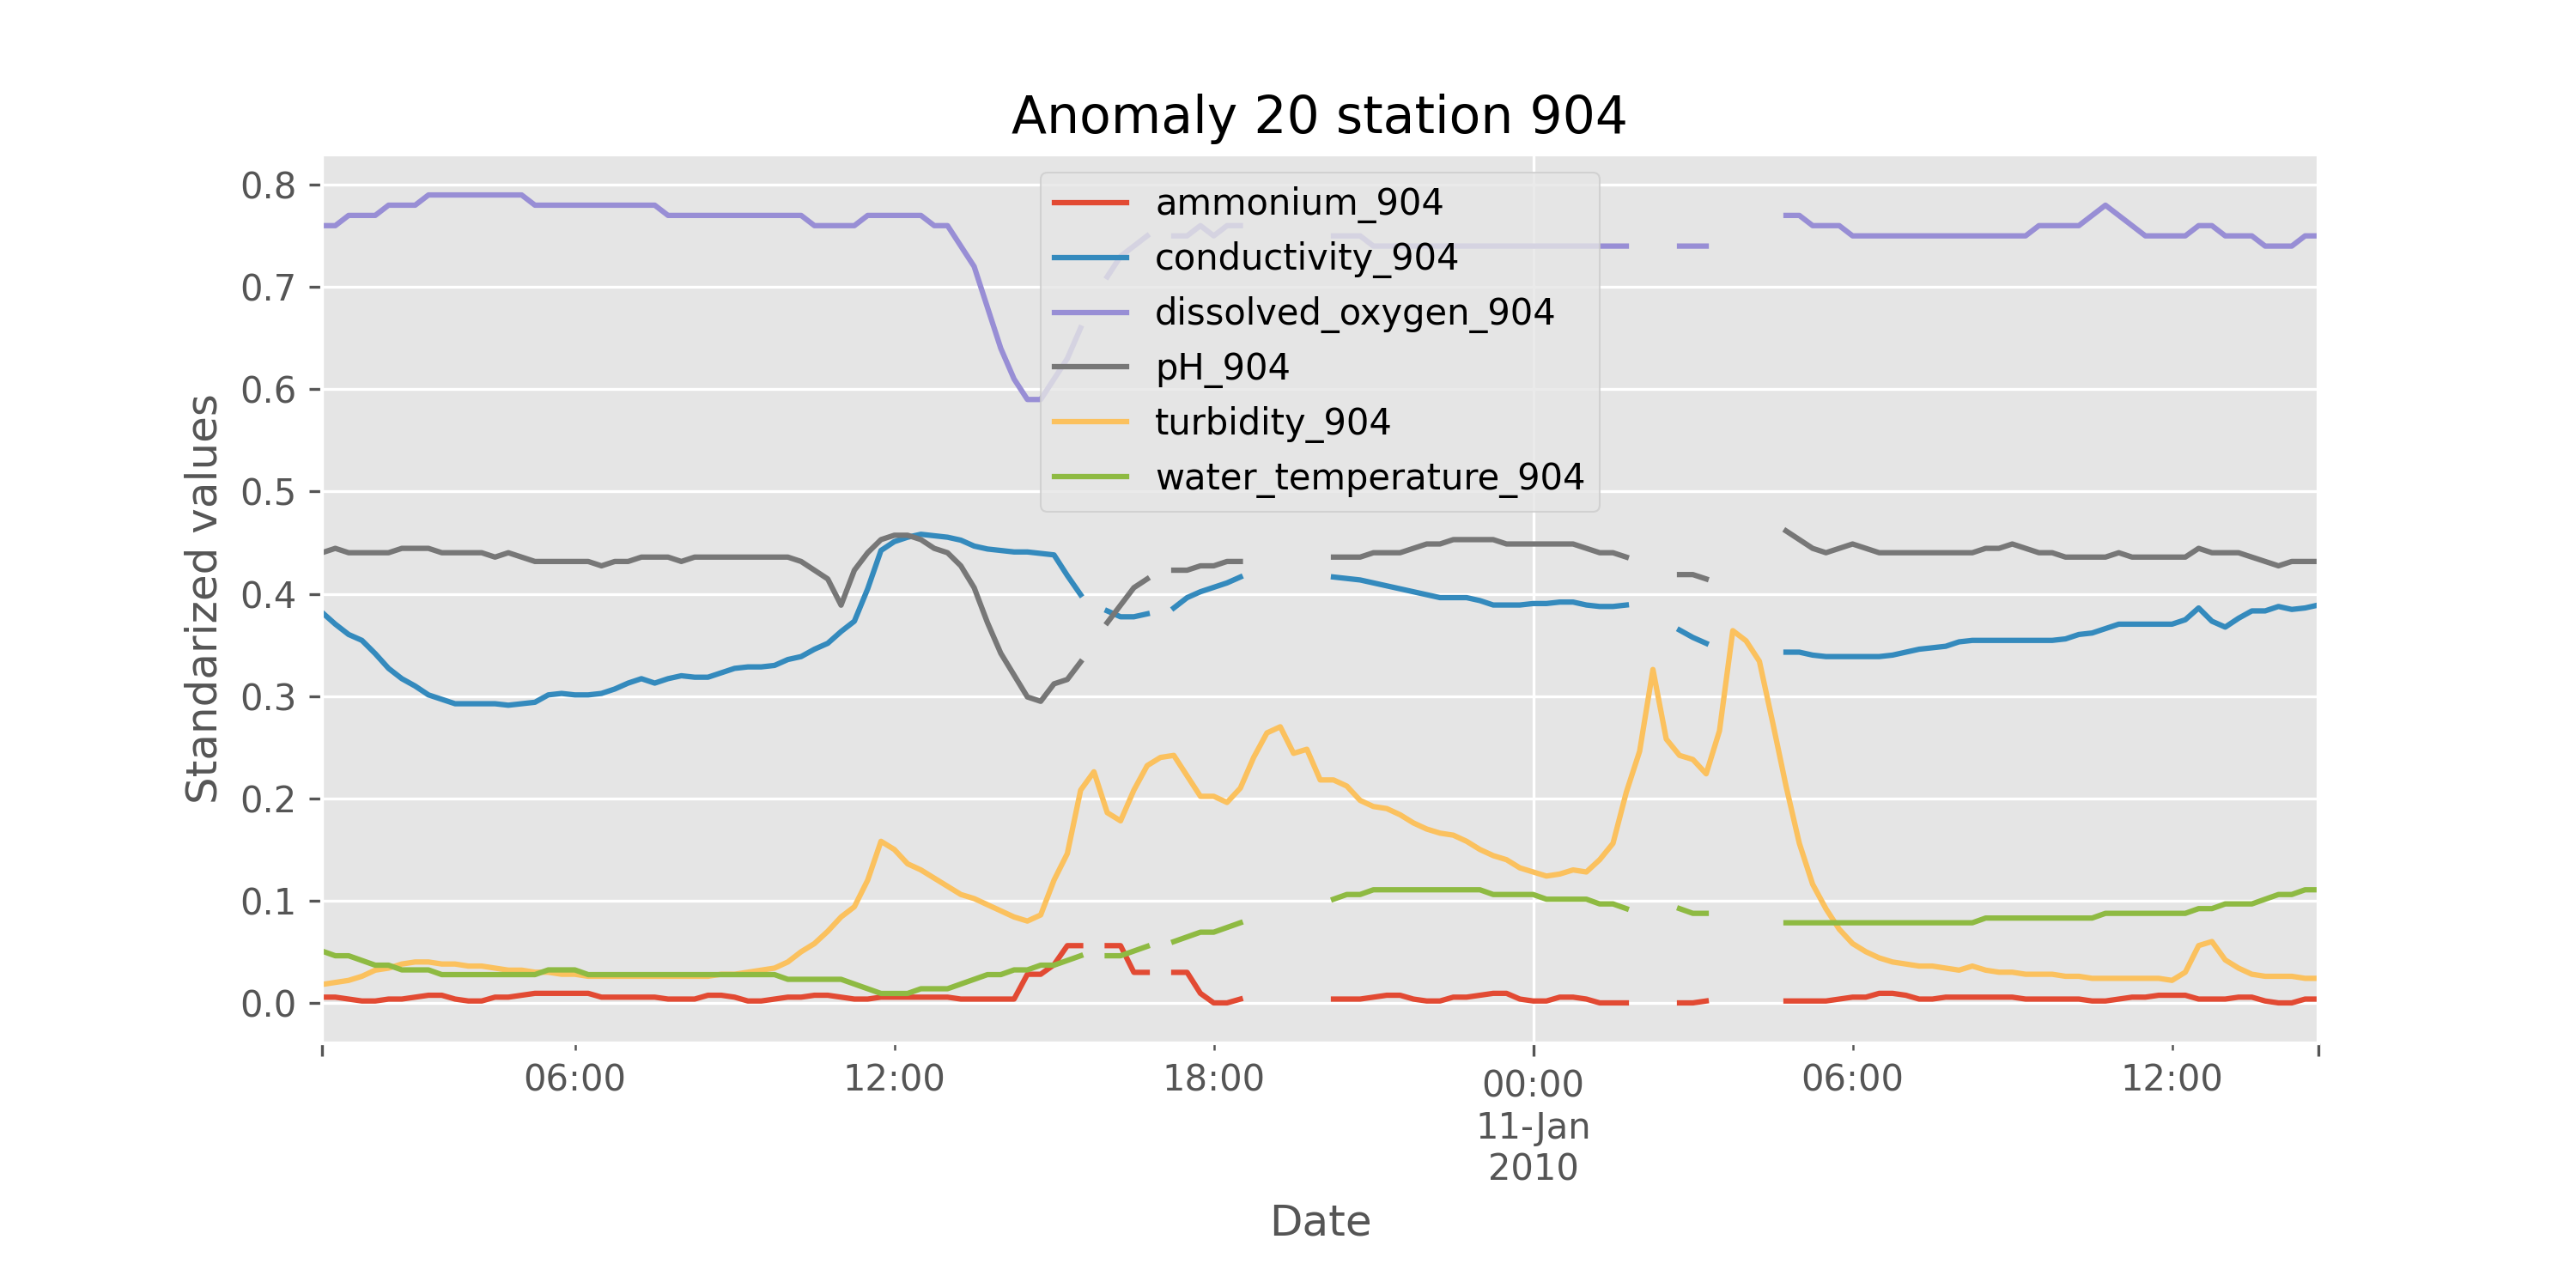 Anomaly 20 station 904
0.8
0.7
0.6
0.5
0.4
0.3
0.2
0.1
0.0
Standardized values
ammonium_904
conductivity_904
dissolved_oxygen_904
pH_904
turbidity_904
water_temperature_904
06:00
12:00
18:00
00:00
11-Jan
2010
06:00
12:00
Date